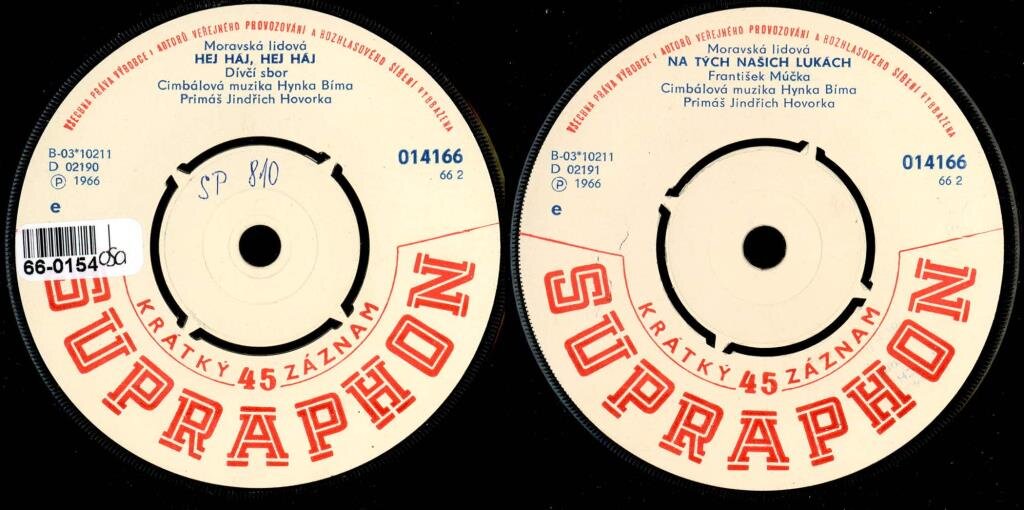 VŠECHNA PRÁVA VÝROBCE I AUTORŮ VEŘEJNÉHO PROVOZOVÁNÍ A ROZHLASOVÉHO ŠÍŘENÍ VYHRAZENA
Moravská lidová
HEJ HÁJ, HEJ HÁJ
Dívčí sbor
Cimbálová muzika Hynka Bíma
Primáš Jindřich Hovorka
B-03*10211
D 02190
Ⓟ 1966
e
014166
66 2
SP 810
66-0154
KRÁTKÝ 45 ZÁZNAM
SUPRAPHON
VŠECHNA PRÁVA VÝROBCE I AUTORŮ VEŘEJNÉHO PROVOZOVÁNÍ A ROZHLASOVÉHO ŠÍŘENÍ VYHRAZENA
Moravská lidová
NA TÝCH NAŠICH LUKÁCH
František Múčka
Cimbálová muzika Hynka Bíma
Primáš Jindřich Hovorka
B-03*10211
D 02191
Ⓟ 1966
e
014166
66 2
KRÁTKÝ 45 ZÁZNAM
SUPRAPHON